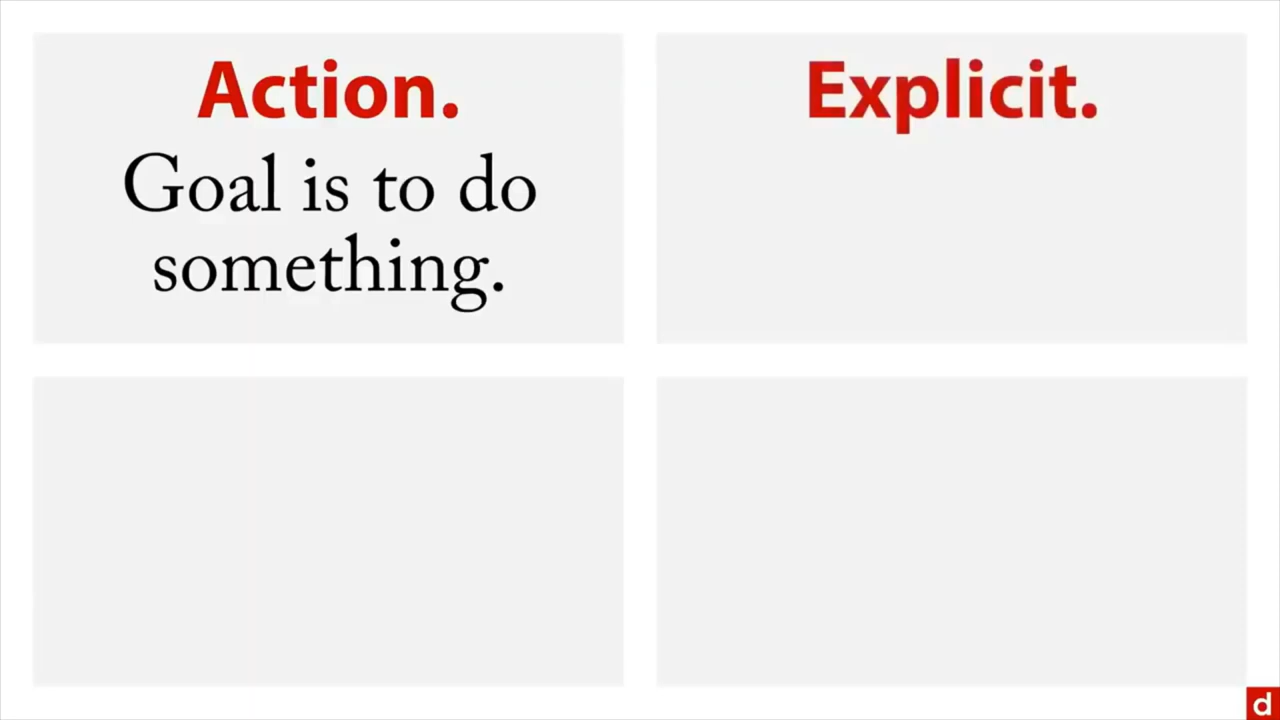 Action.
Goal is to do
something.
Explicit.
d